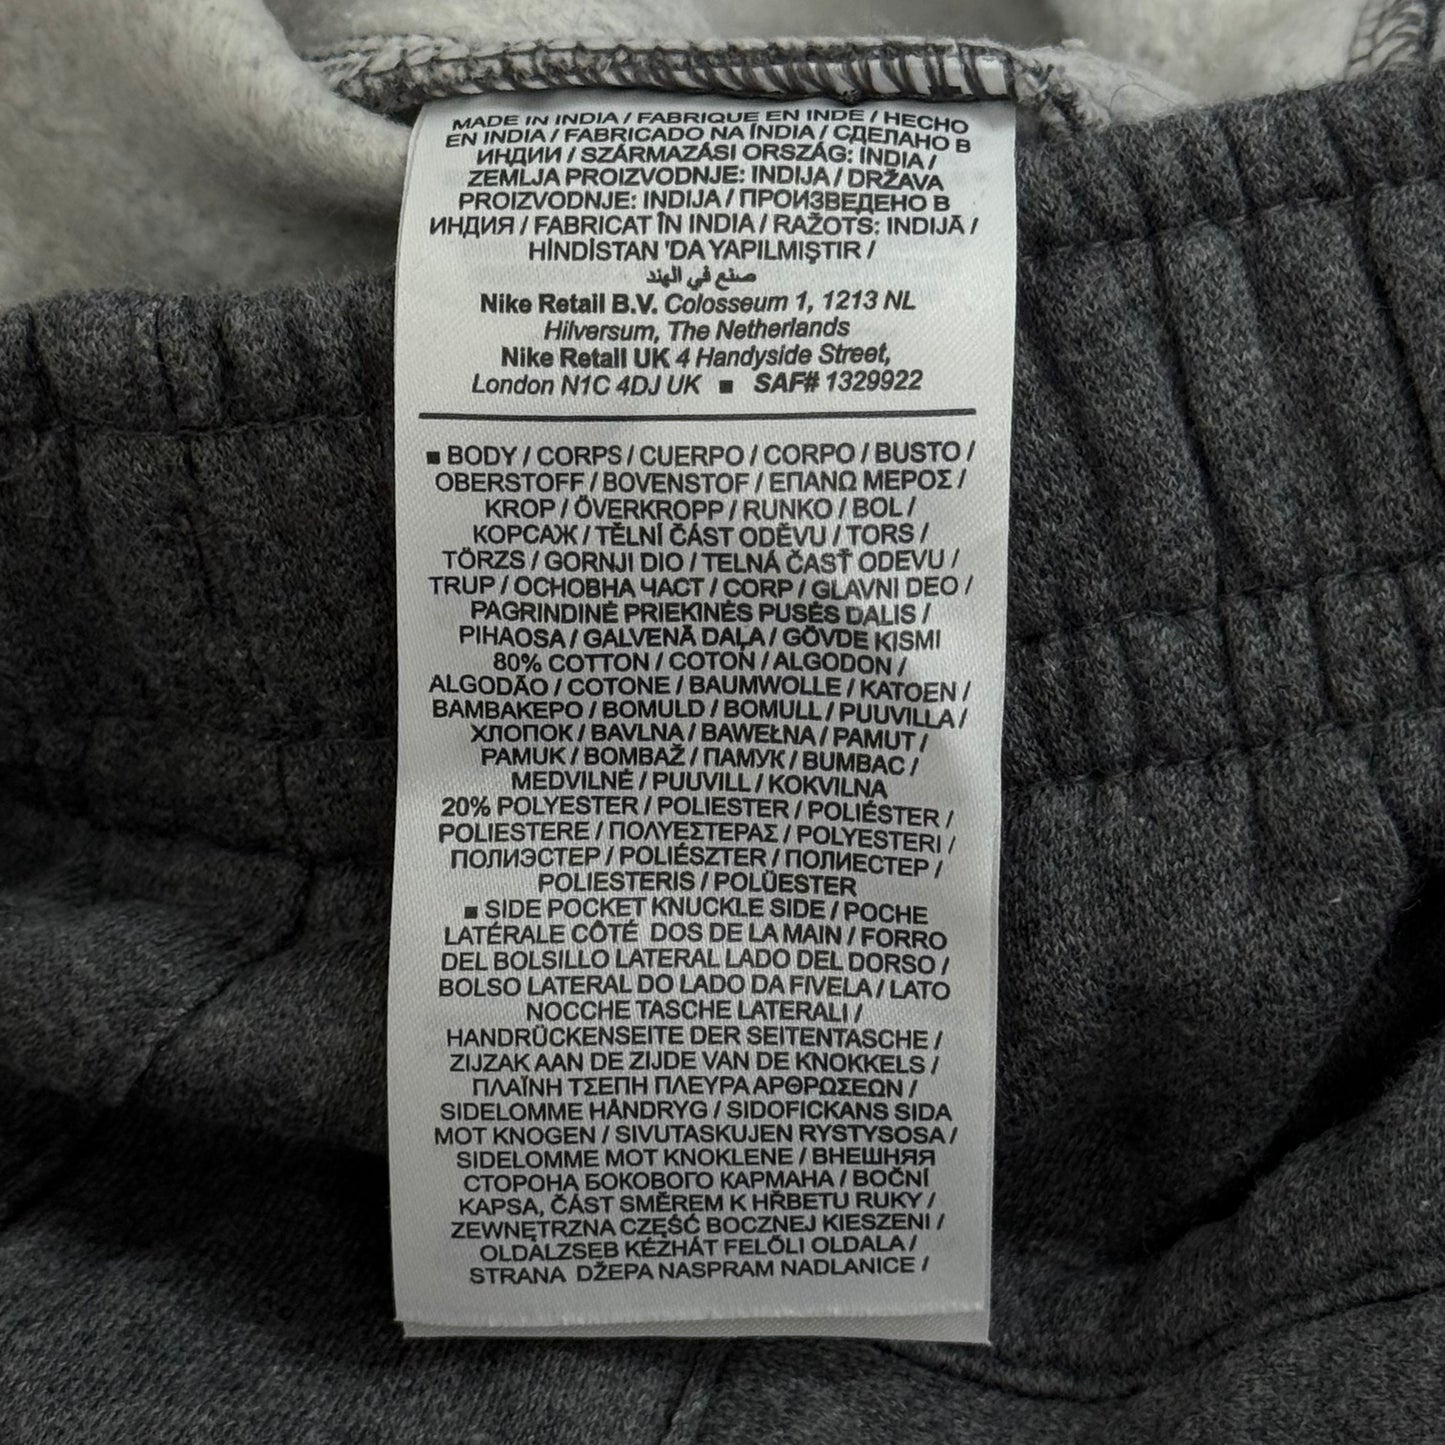 MADE IN INDIA / FABRIQUE EN INDE / HECHO
EN INDIA / FABRICADO NA ÍNDIA / СДЕЛАНО В
ИНДИИ / SZÁRMAZÁSI ORSZÁG: INDIA /
ZEMLJA PROIZVODNJE: INDIJA / DRŽAVA
PROIZVODNJE: INDIJA / ПРОИЗВЕДЕНО В
ИНДИЯ / FABRICAT ÎN INDIA / RAŽOTS: INDIJĀ /
HİNDİSTAN 'DA YAPILMIŞTIR /
صنع في الهند
Nike Retail B.V. Colosseum 1, 1213 NL
Hilversum, The Netherlands
Nike Retail UK 4 Handyside Street,
London N1C 4DJ UK ■ SAF# 1329922
■ BODY / CORPS / CUERPO / CORPO / BUSTO /
OBERSTOFF / BOVENSTOF / ΕΠΑΝΩ ΜΕΡΟΣ /
KROP / ÖVERKROPP / RUNKO / BOL /
КОРСАЖ / TĚLNÍ ČÁST ODĚVU / TORS /
TÖRZS / GORNJI DIO / TELNÁ ČASŤ ODEVU /
TRUP / ОСНОВНА ЧАСТ / CORP / GLAVNI DEO /
PAGRINDINĖ PRIEKINĖS PUSĖS DALIS /
PIHAOSA / GALVENĀ DAĻA / GÖVDE KISMI
80% COTTON / COTON / ALGODON /
ALGODÃO / COTONE / BAUMWOLLE / KATOEN /
ΒΑΜΒΑΚΕΡΟ / BOMULD / BOMULL / PUUVILLA /
ХЛОПОК / BAVLNA / BAWEŁNA / PAMUT /
PAMUK / BOMBAŽ / ПАМУК / BUMBAC /
MEDVILNĖ / PUUVILL / KOKVILNA
20% POLYESTER / POLIESTER / POLIÉSTER /
POLIESTERE / ΠΟΛΥΕΣΤΕΡΑΣ / POLYESTERI /
ПОЛИЭСТЕР / POLIÉSZTER / ПОЛИЕСТЕР /
POLIESTERIS / POLÜESTER
■ SIDE POCKET KNUCKLE SIDE / POCHE
LATÉRALE CÔTÉ DOS DE LA MAIN / FORRO
DEL BOLSILLO LATERAL LADO DEL DORSO /
BOLSO LATERAL DO LADO DA FIVELA / LATO
NOCCHE TASCHE LATERALI /
HANDRÜCKENSEITE DER SEITENTASCHE /
ZIJZAK AAN DE ZIJDE VAN DE KNOKKELS /
ΠΛΑΪΝΗ ΤΣΕΠΗ ΠΛΕΥΡΑ ΑΡΘΡΩΣΕΩΝ /
SIDELOMME HÅNDRYG / SIDOFICKANS SIDA
MOT KNOGEN / SIVUTASKUJEN RYSTYSOSA /
SIDELOMME MOT KNOKLENE / ВНЕШНЯЯ
СТОРОНА БОКОВОГО КАРМАНА / BOČNÍ
KAPSA, ČÁST SMĚREM K HŘBETU RUKY /
ZEWNĘTRZNA CZĘŚĆ BOCZNEJ KIESZENI /
OLDALZSEB KÉZHÁT FELŐLI OLDALA /
STRANA DŽEPA NASPRAM NADLANICE /